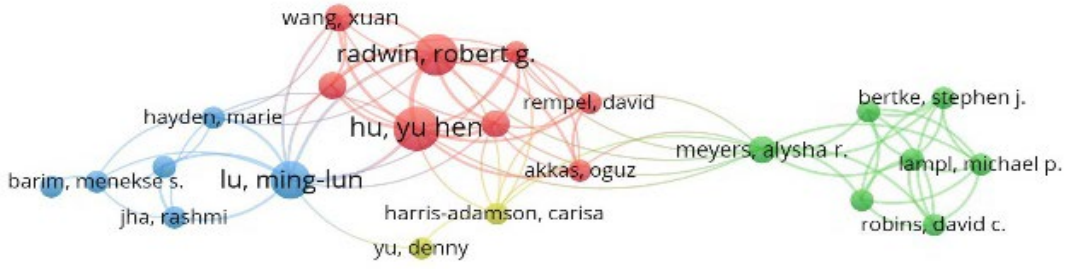 wang, xuan
radwin, robert g.
bertke, stephen j.
rempel, david
hayden, marie
hu, yu hen
meyers, alysha r.
lampl, michael p.
akkas, oguz
barim, menekse s.
lu, ming-lun
jha, rashmi
harris-adamson, carisa
robins, david c.
yu, denny